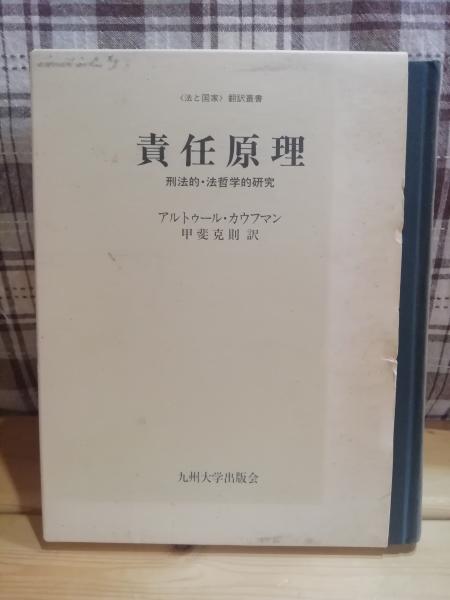 〈法と国家〉翻訳叢書
責任原理
刑法的・法哲学的研究
アルトゥール・カウフマン
甲斐克則 訳
九州大学出版会